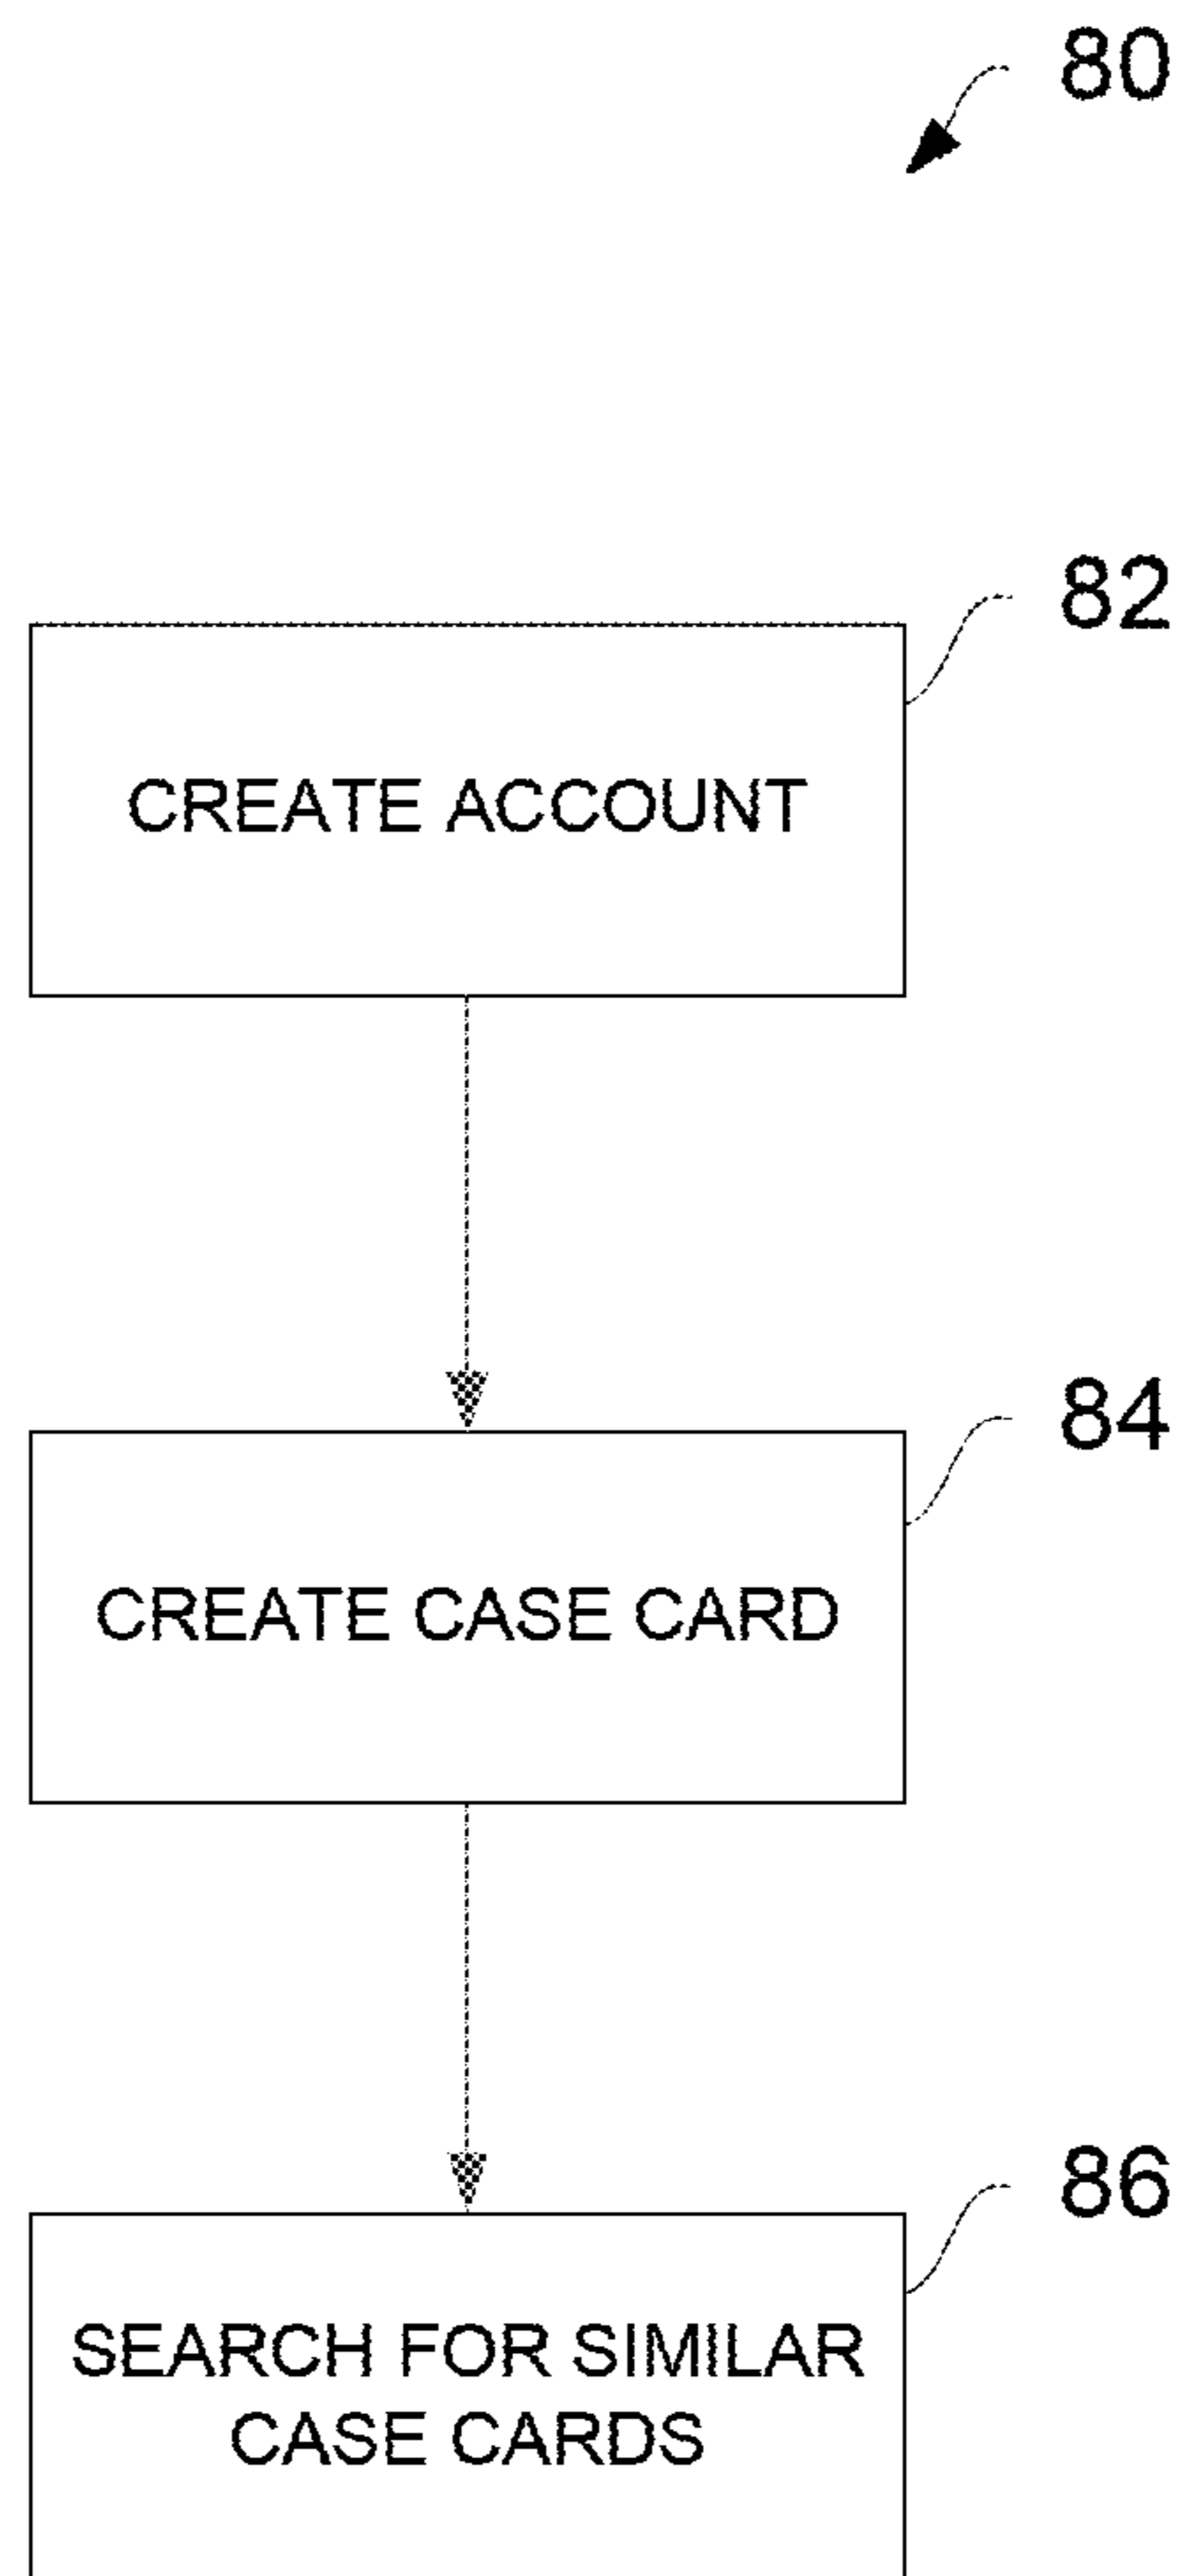 80
82
CREATE ACCOUNT
84
CREATE CASE CARD
86
SEARCH FOR SIMILAR
CASE CARDS